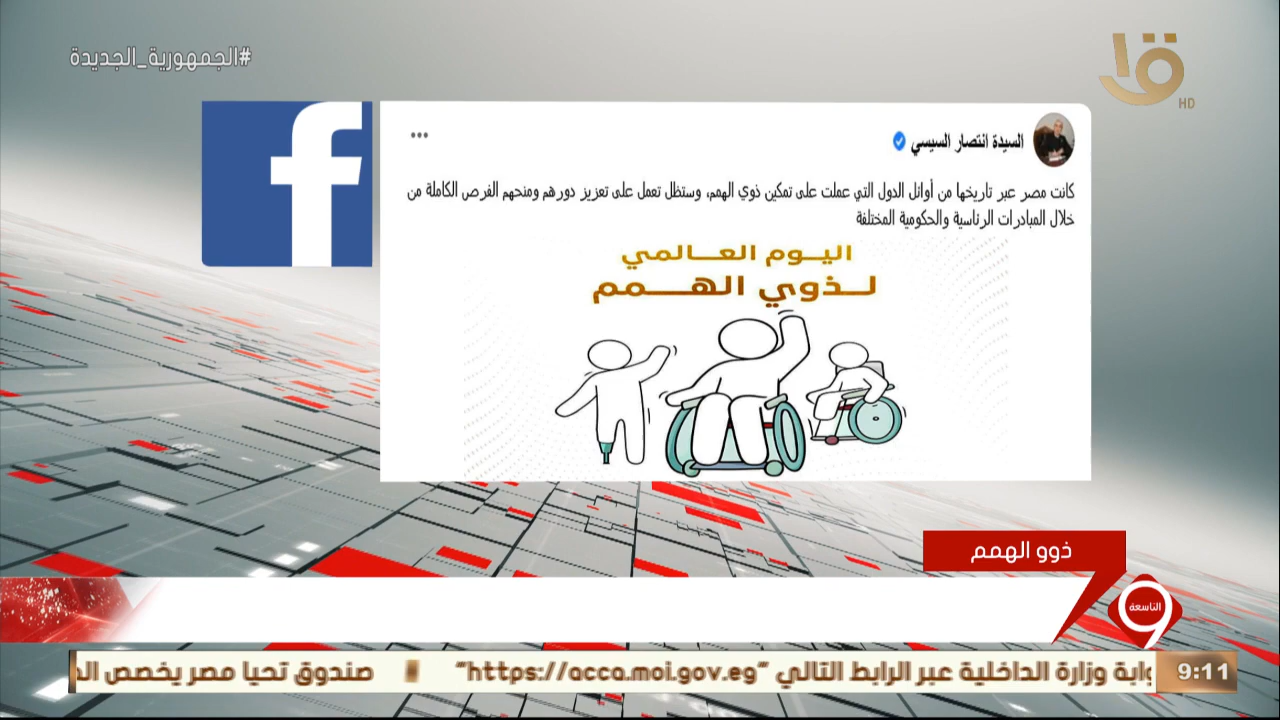 #الجمهورية_الجديدة
HD
السيدة انتصار السيسي
كانت مصر عبر تاريخها من أوائل الدول التي عملت على تمكين ذوي الهمم، وستظل تعمل على تعزيز دورهم ومنحهم الفرص الكاملة من
خلال المبادرات الرئاسية والحكومية المختلفة
اليوم العالمي
لذوي الهمم
ذوو الهمم
التاسعة
9:11
وابة وزارة الداخلية عبر الرابط التالي "https://acca.moi.gov.eg" صندوق تحيا مصر يخصص